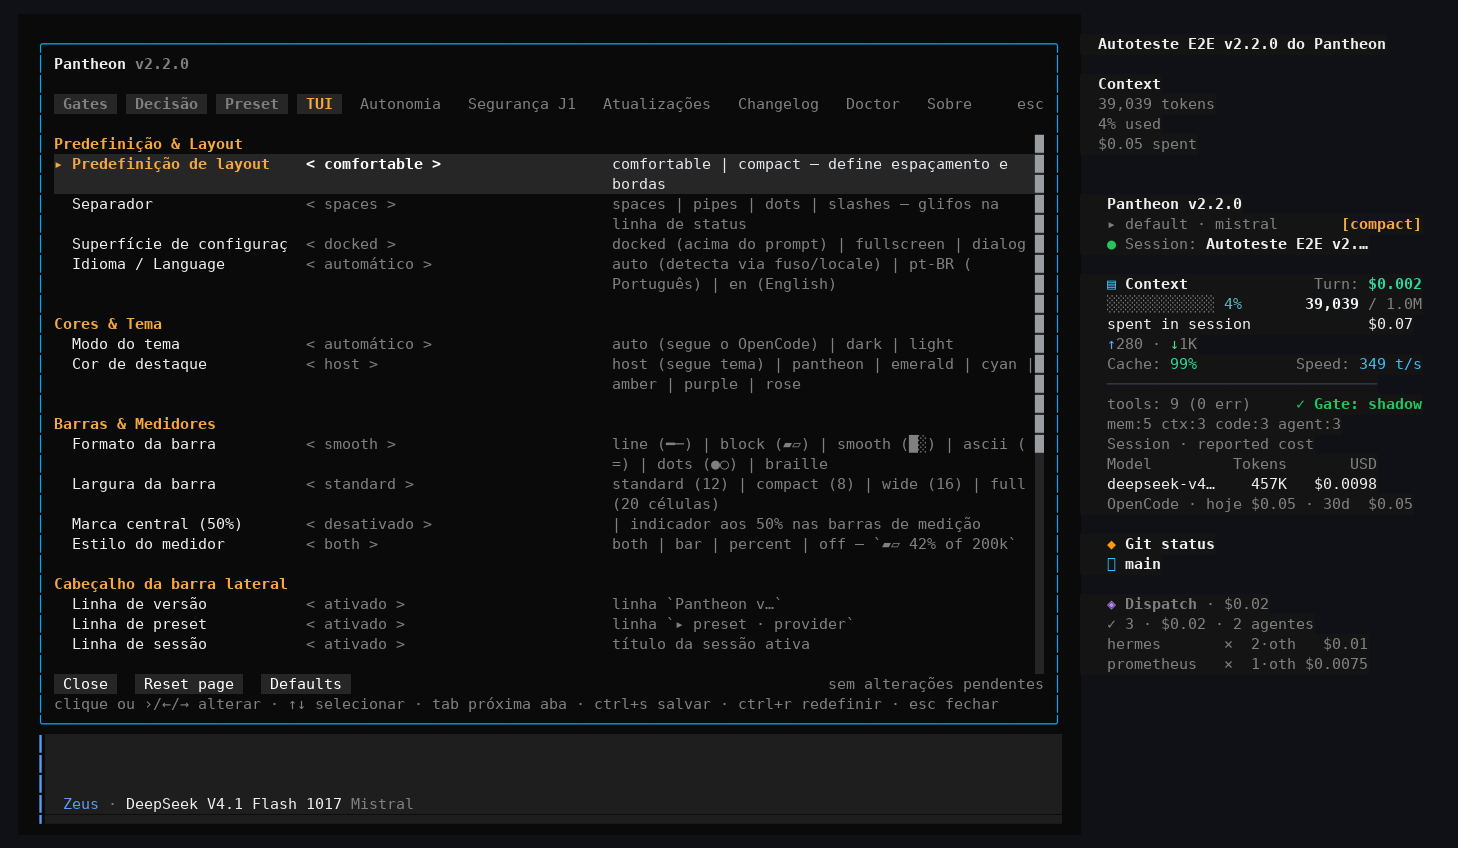 Pantheon v2.2.0
Gates Decisão Preset TUI Autonomia Segurança J1 Atualizações Changelog Doctor Sobre esc
Predefinição & Layout
▸ Predefinição de layout < comfortable > comfortable | compact — define espaçamento e
bordas
Separador < spaces > spaces | pipes | dots | slashes — glifos na
linha de status
Superfície de configuraç < docked > docked (acima do prompt) | fullscreen | dialog
Idioma / Language < automático > auto (detecta via fuso/locale) | pt-BR (
Português) | en (English)
Cores & Tema
Modo do tema < automático > auto (segue o OpenCode) | dark | light
Cor de destaque < host > host (segue tema) | pantheon | emerald | cyan |
amber | purple | rose
Barras & Medidores
Formato da barra < smooth > line (━─) | block (▰▱) | smooth (█░) | ascii (
=) | dots (●○) | braille
Largura da barra < standard > standard (12) | compact (8) | wide (16) | full
(20 células)
Marca central (50%) < desativado > | indicador aos 50% nas barras de medição
Estilo do medidor < both > both | bar | percent | off — `▰▱ 42% of 200k`
Cabeçalho da barra lateral
Linha de versão < ativado > linha `Pantheon v…`
Linha de preset < ativado > linha `▸ preset · provider`
Linha de sessão < ativado > título da sessão ativa
Close Reset page Defaults sem alterações pendentes
clique ou ›/←/→ alterar · ↑↓ selecionar · tab próxima aba · ctrl+s salvar · ctrl+r redefinir · esc fechar
Zeus · DeepSeek V4.1 Flash 1017 Mistral
Autoteste E2E v2.2.0 do Pantheon
Context
39,039 tokens
4% used
$0.05 spent
Pantheon v2.2.0
▸ default · mistral [compact]
● Session: Autoteste E2E v2.…
▤ Context Turn: $0.002
░░░░░░░░░░░░ 4% 39,039 / 1.0M
spent in session $0.07
↑280 · ↓1K
Cache: 99% Speed: 349 t/s
tools: 9 (0 err) ✓ Gate: shadow
mem:5 ctx:3 code:3 agent:3
Session · reported cost
Model Tokens USD
deepseek-v4… 457K $0.0098
OpenCode · hoje $0.05 · 30d $0.05
◆ Git status
main
◈ Dispatch · $0.02
✓ 3 · $0.02 · 2 agentes
hermes × 2·oth $0.01
prometheus × 1·oth $0.0075